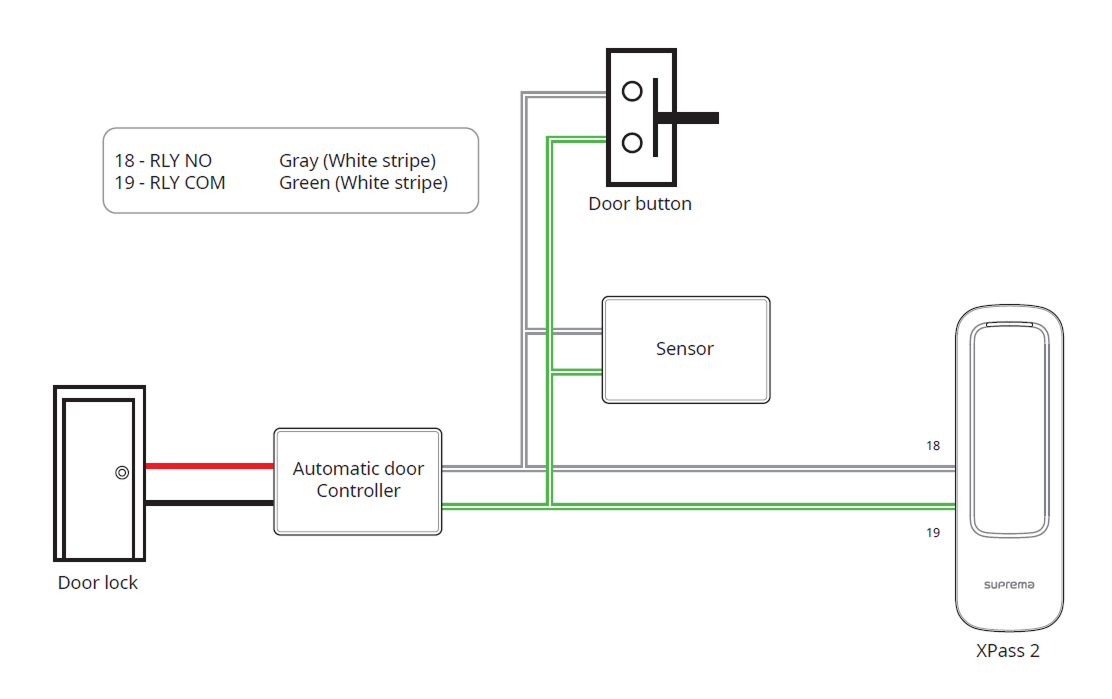 18 - RLY NO Gray (White stripe)
19 - RLY COM Green (White stripe)
Door button
Sensor
18
Automatic door
Controller
19
Door lock
suprema
XPass 2